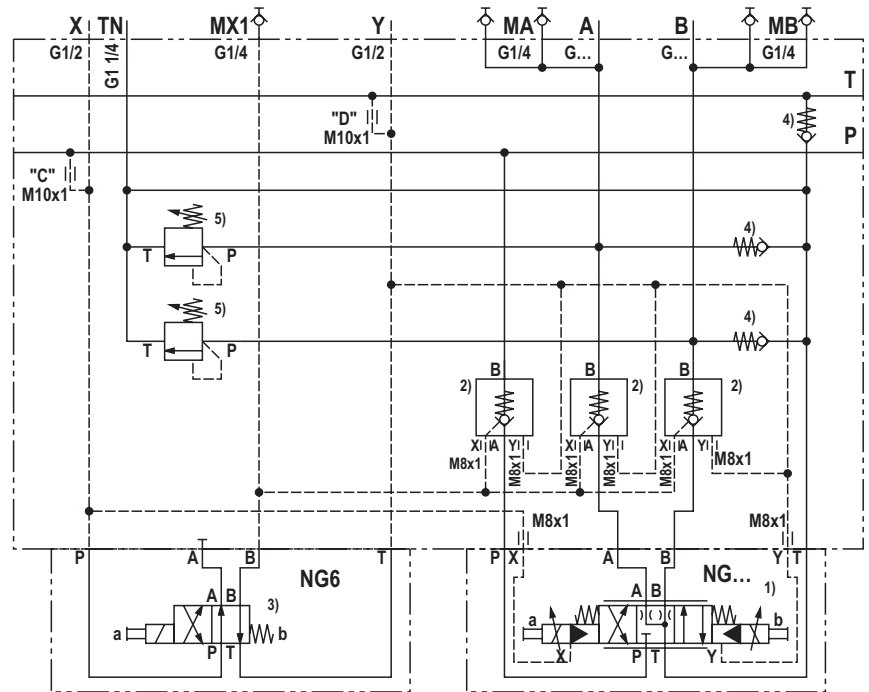 X TN MX1 Y MA A B MB
G1/2 G1 1/4 G1/4 G1/2 G1/4 G... G... G1/4
T
"D"
M10x1
4)
P
"C"
M10x1
5)
T P
4)
5)
T P
4)
B B B
2) 2) 2)
X A Y X A Y X A Y
M8x1 M8x1 M8x1 M8x1 M8x1 M8x1
M8x1 M8x1
P A B T P X A B Y T
NG6 NG...
A B 3) A B 1)
a b a b
P T X P T Y